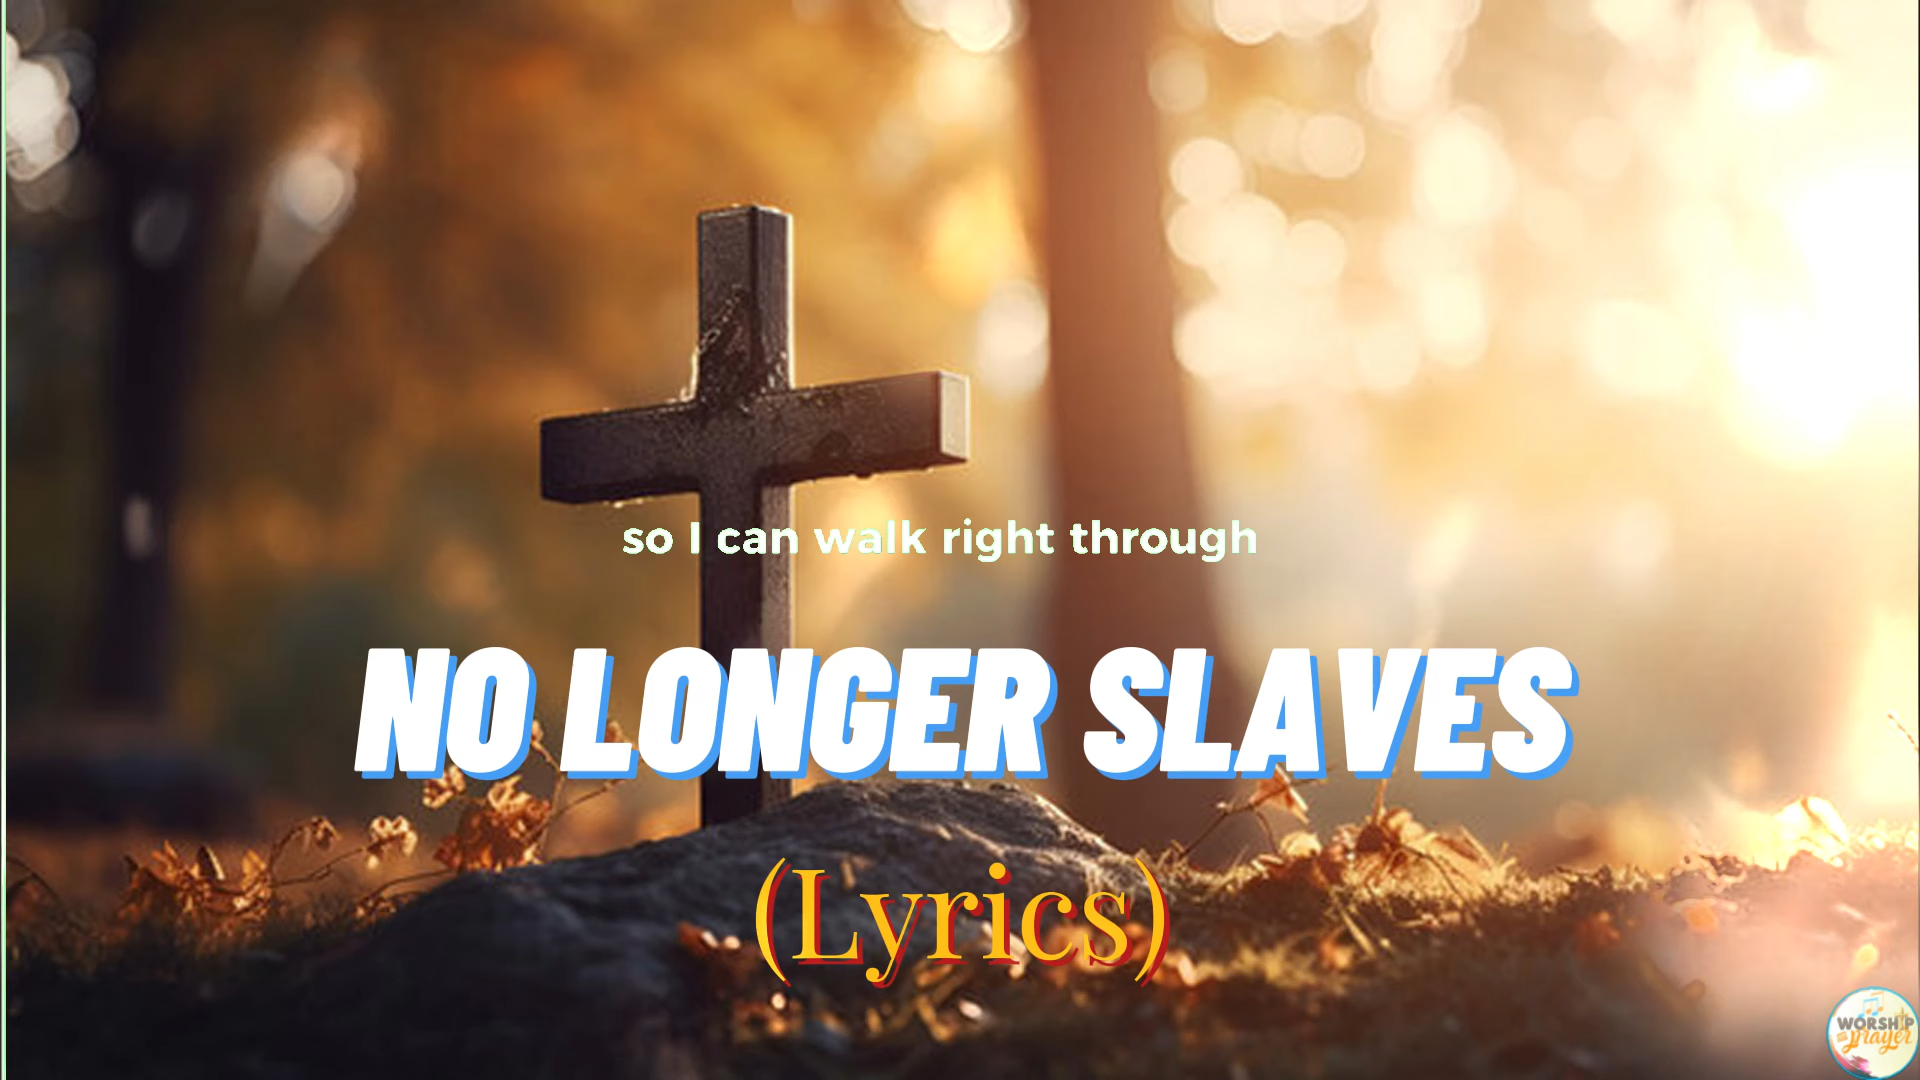 so I can walk right through
NO LONGER SLAVES
(Lyrics)
WORSHIP
prayer